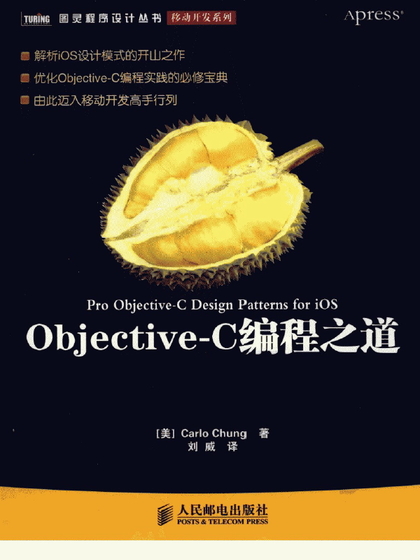 TURING 图灵程序设计丛书 移动开发系列
Apress®
解析iOS设计模式的开山之作
优化Objective-C编程实践的必修宝典
由此迈入移动开发高手行列
Pro Objective-C Design Patterns for iOS
Objective-C编程之道
[美] Carlo Chung 著
刘威 译
人民邮电出版社
POSTS & TELECOM PRESS